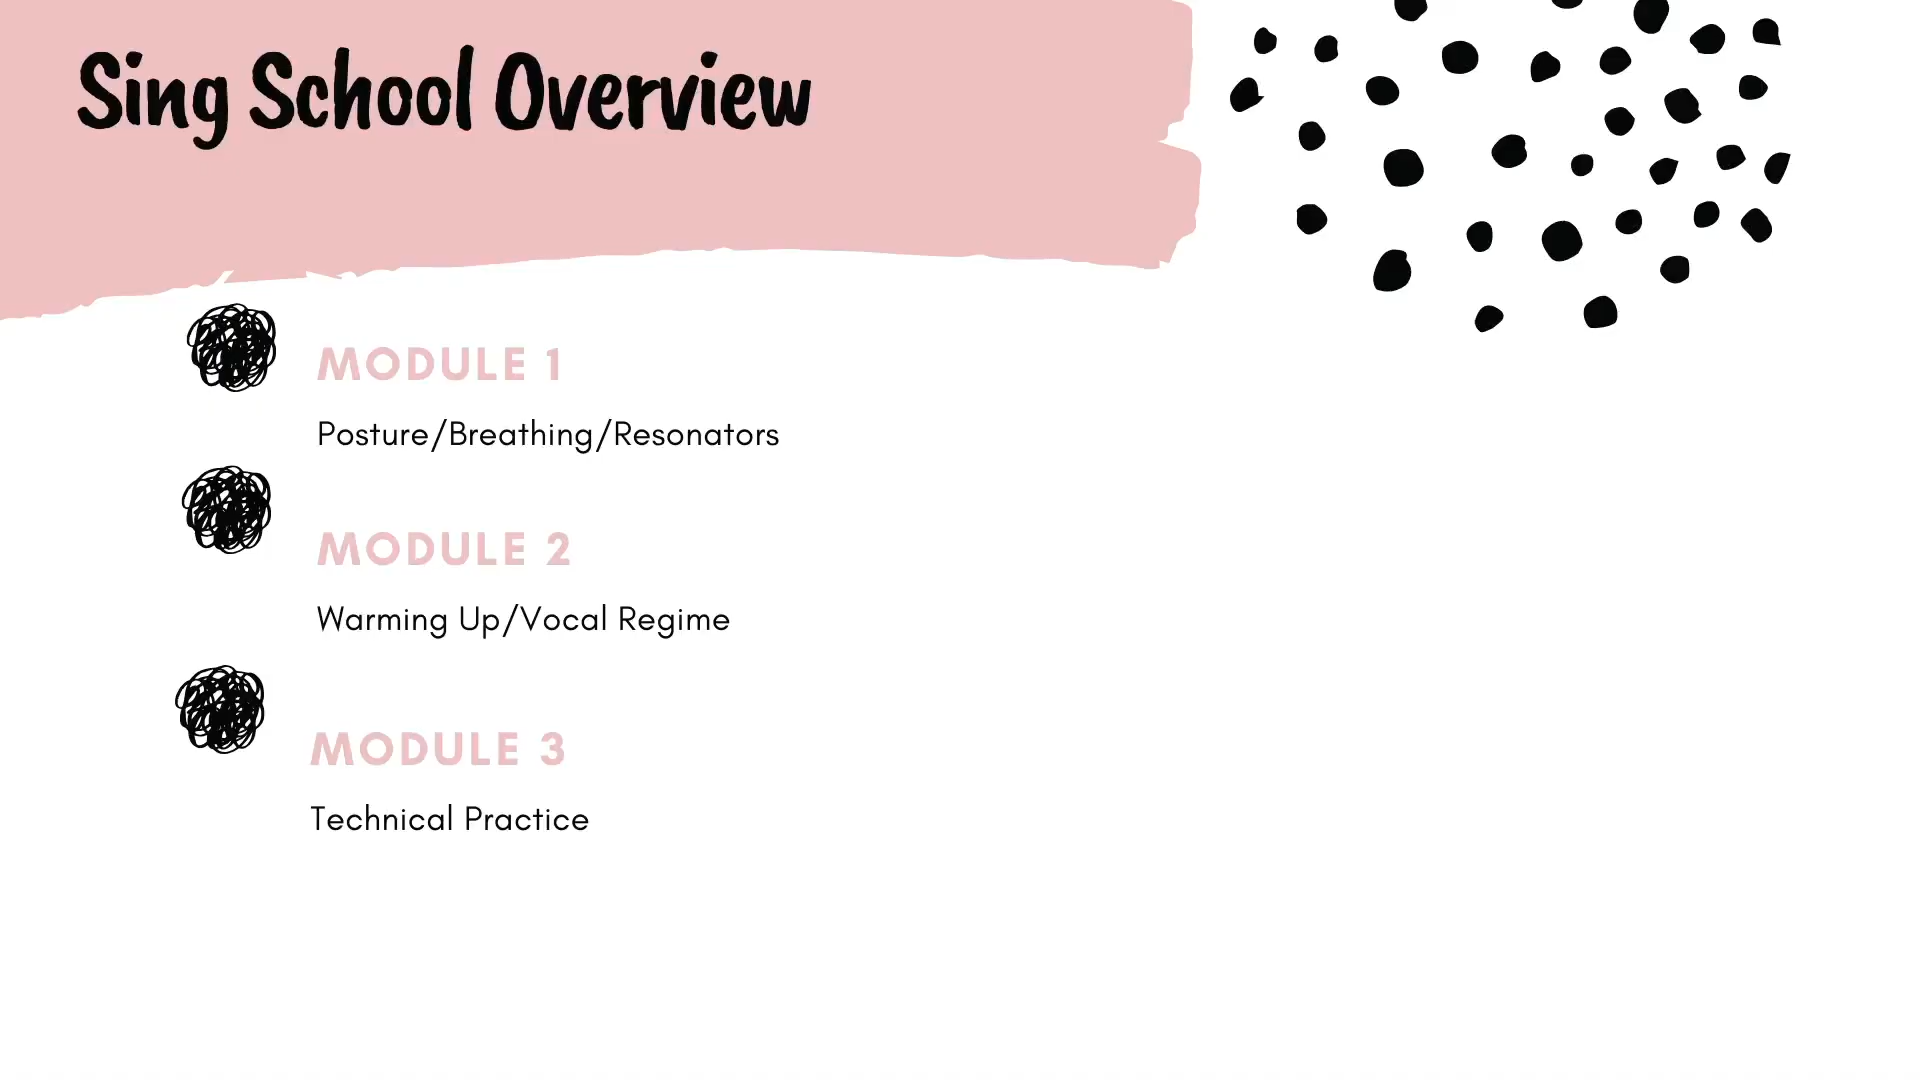 Sing School Overview
MODULE 1
Posture/Breathing/Resonators
MODULE 2
Warming Up/Vocal Regime
MODULE 3
Technical Practice